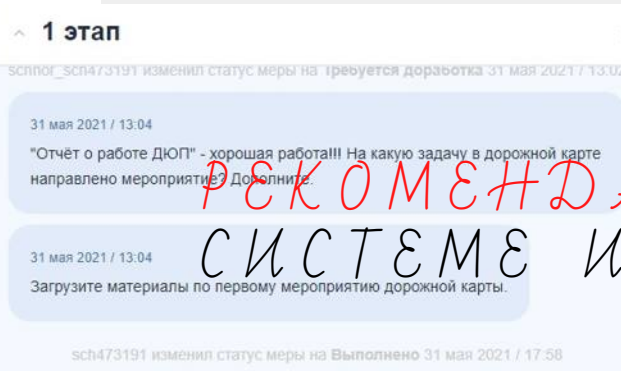 1 этап
schnor_sch473191 изменил статус меры на Требуется доработка 31 мая 2021 / 13:02
31 мая 2021 / 13:04
"Отчёт о работе ДЮП" - хорошая работа!!! На какую задачу в дорожной карте
направлено мероприятие? Дополните.
РЕКОМЕНДА
31 мая 2021 / 13:04
СИСТЕМЕ И
Загрузите материалы по первому мероприятию дорожной карты.
sch473191 изменил статус меры на Выполнено 31 мая 2021 / 17:58